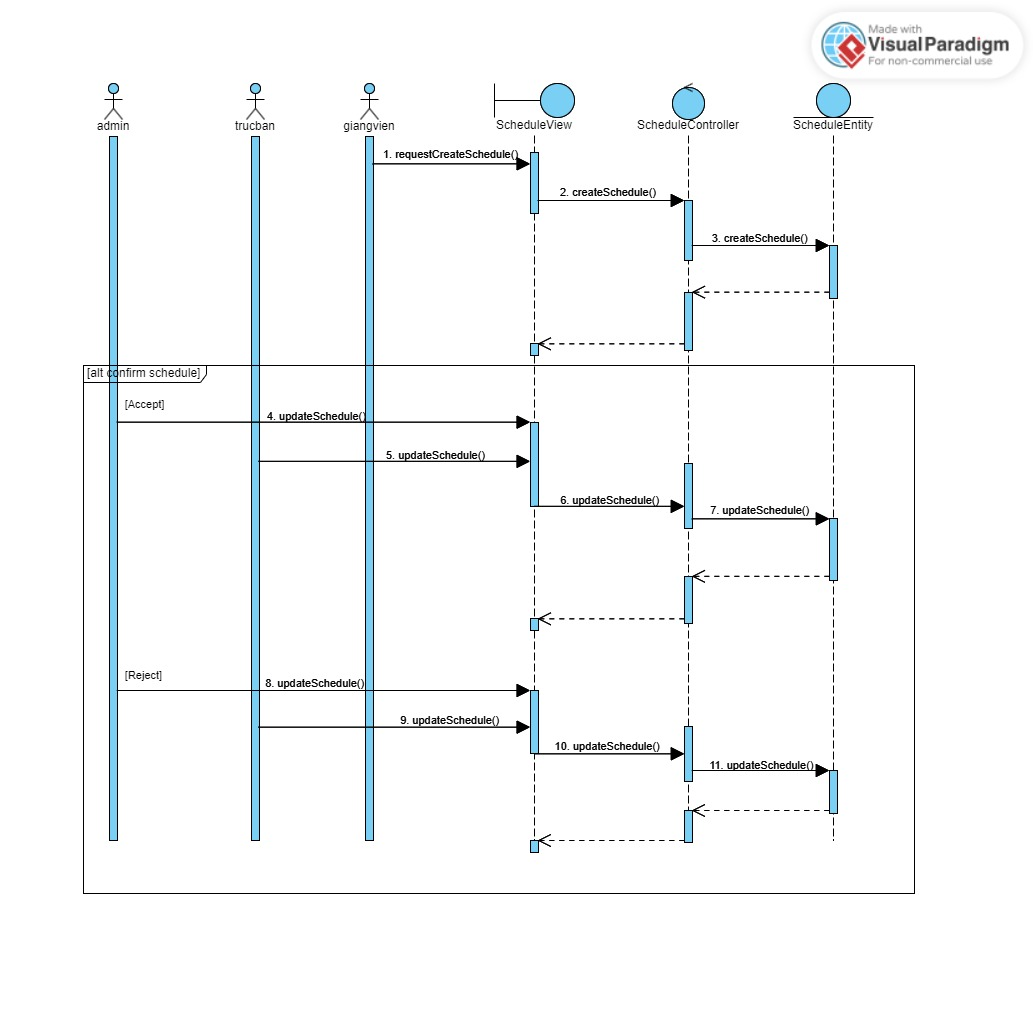 Made with
Visual Paradigm
For non-commercial use
admin
trucban
giangvien
ScheduleView
ScheduleController
ScheduleEntity
1. requestCreateSchedule()
2. createSchedule()
3. createSchedule()
[alt confirm schedule]
[Accept]
4. updateSchedule()
5. updateSchedule()
6. updateSchedule()
7. updateSchedule()
[Reject]
8. updateSchedule()
9. updateSchedule()
10. updateSchedule()
11. updateSchedule()